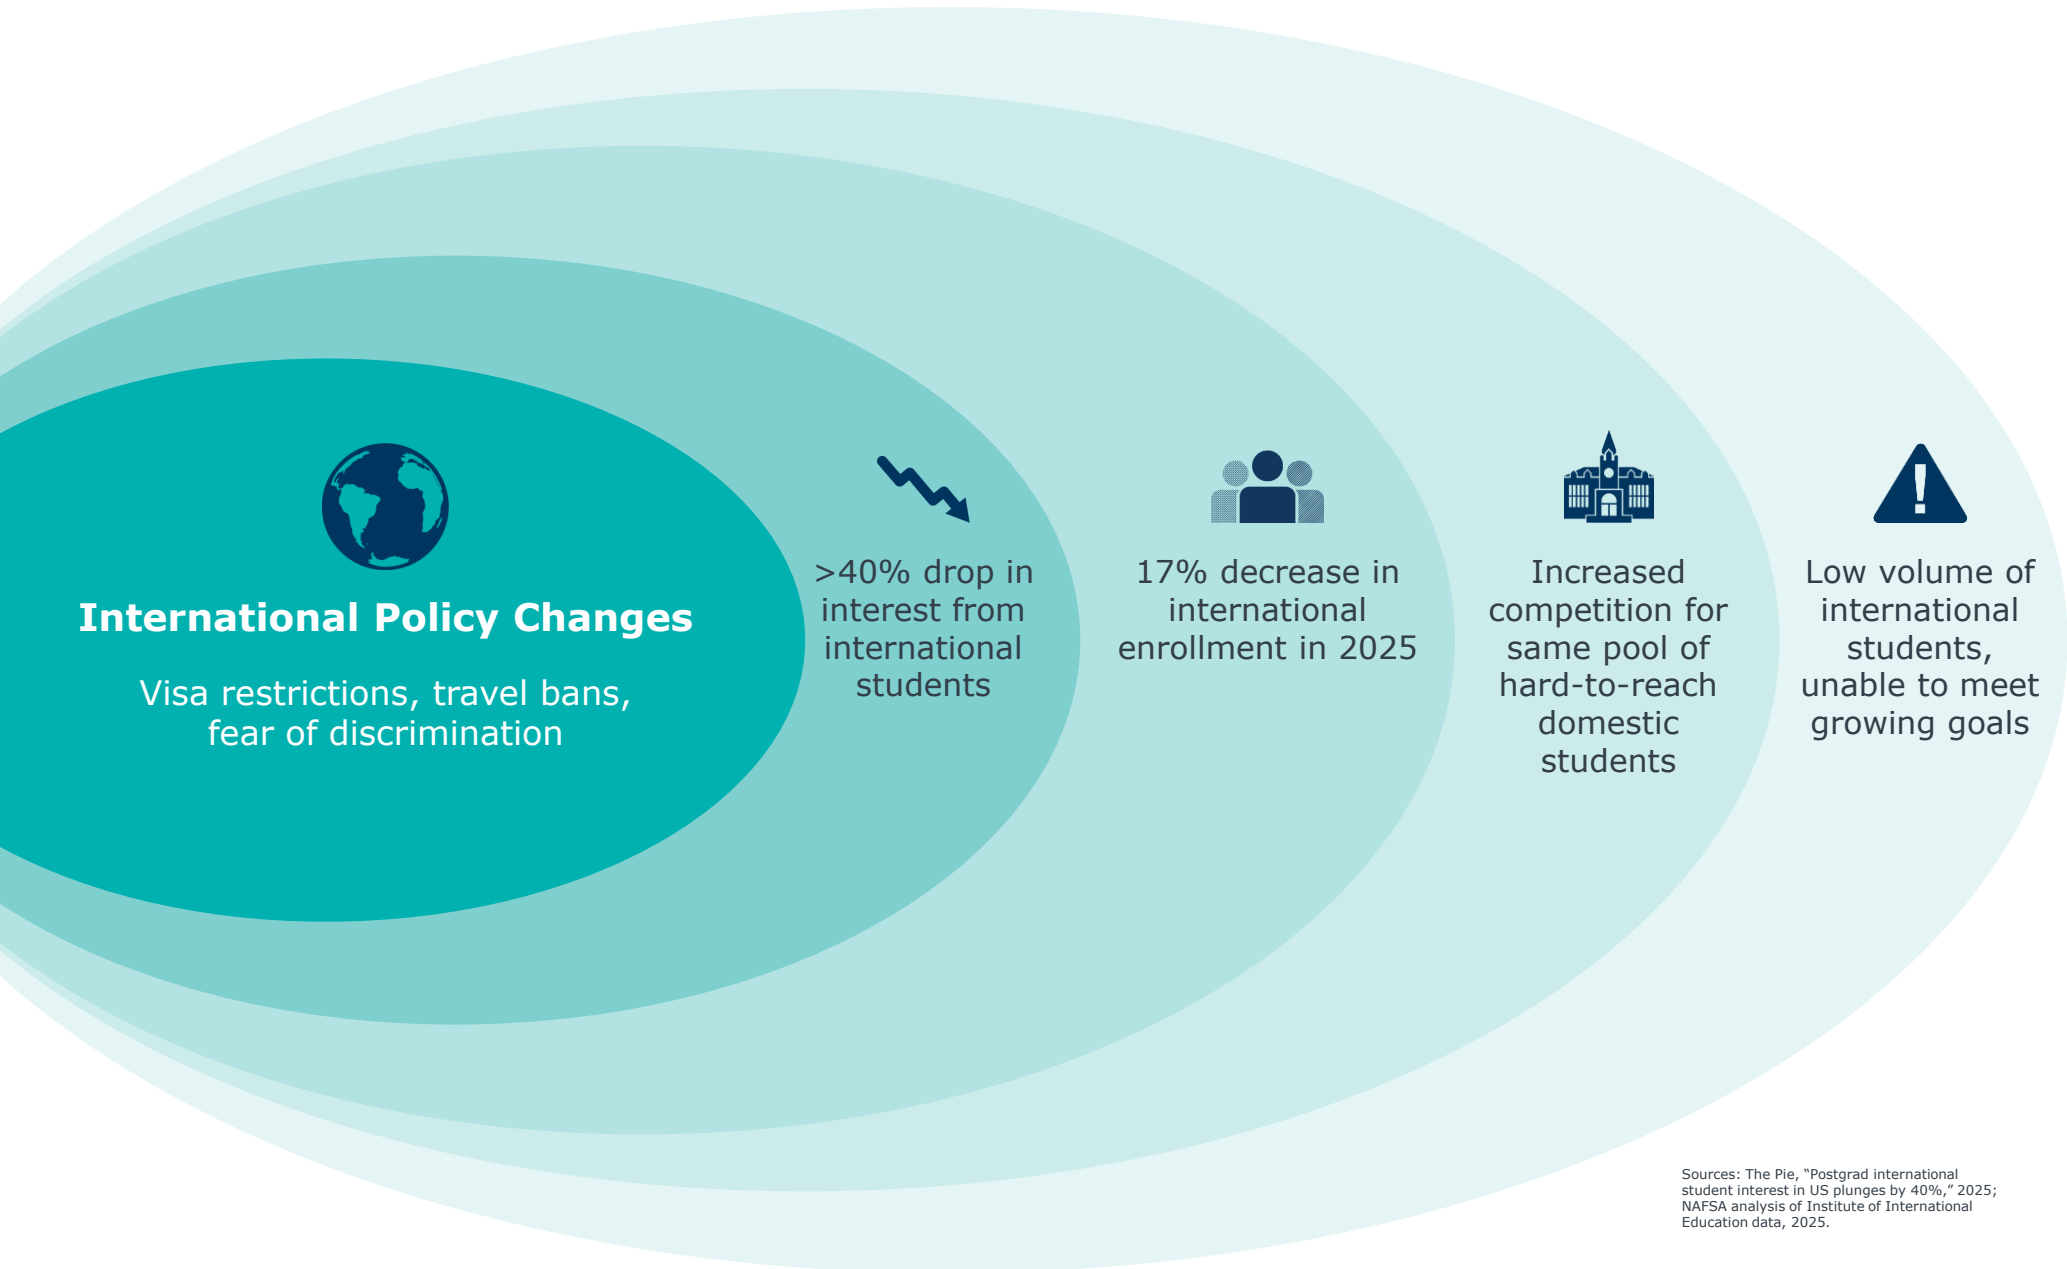 International Policy Changes
Visa restrictions, travel bans,
fear of discrimination
>40% drop in
interest from
international
students
17% decrease in
international
enrollment in 2025
Increased
competition for
same pool of
hard-to-reach
domestic
students
Low volume of
international
students,
unable to meet
growing goals
Sources: The Pie, “Postgrad international
student interest in US plunges by 40%,” 2025;
NAFSA analysis of Institute of International
Education data, 2025.